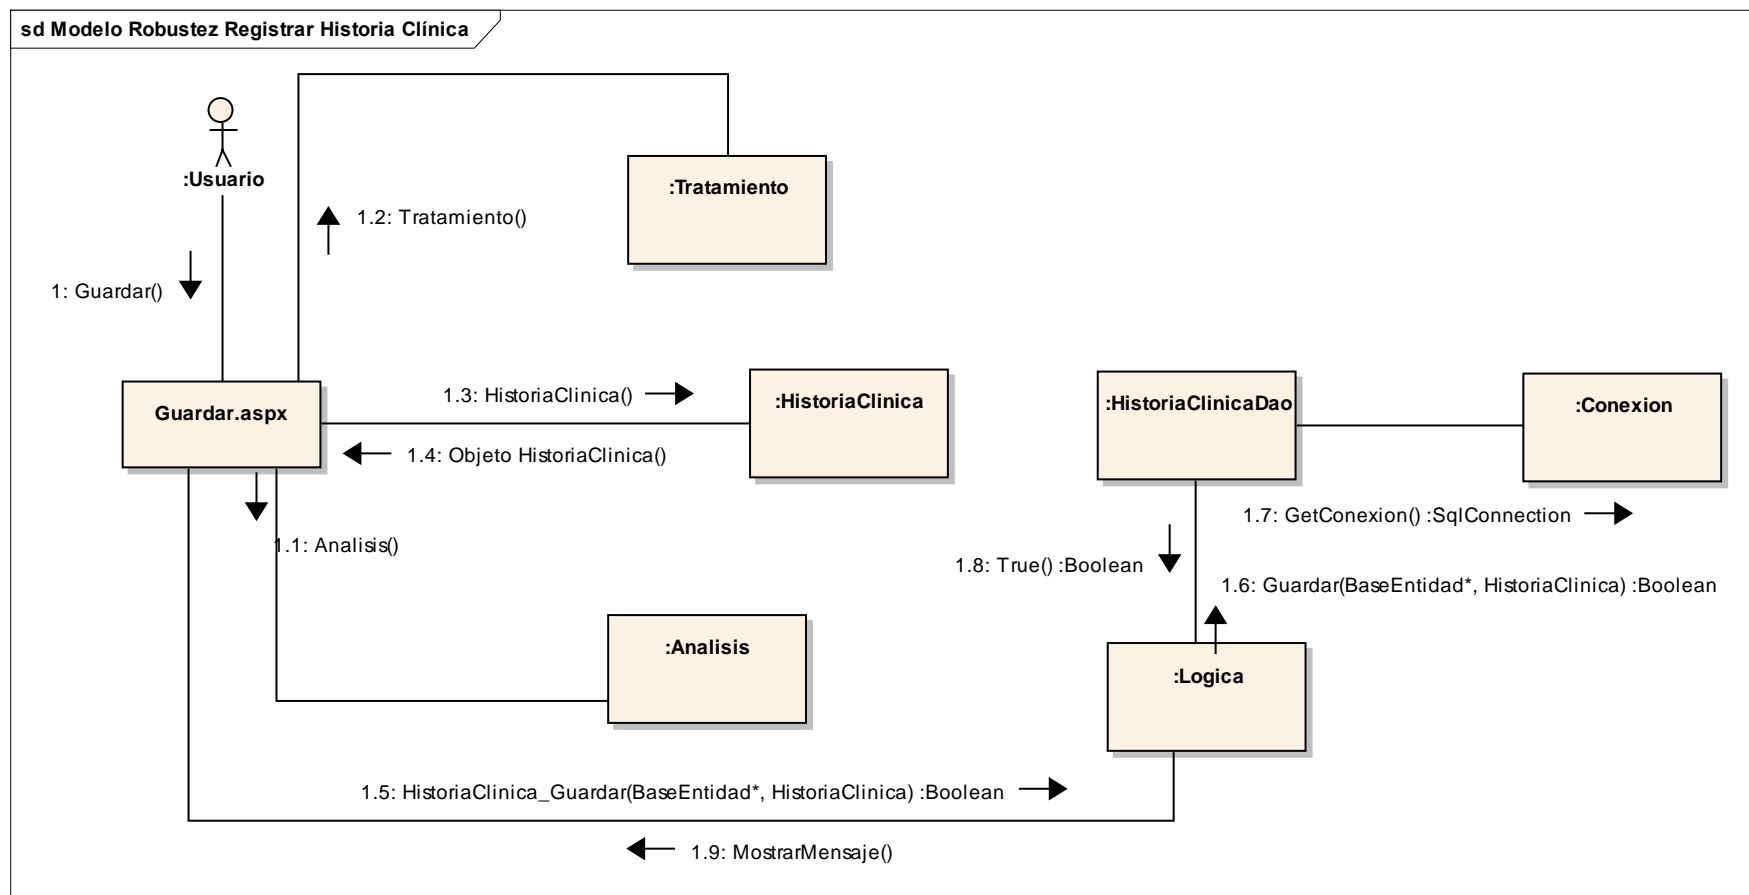 sd Modelo Robustez Registrar Historia Clínica
:Usuario
:Tratamiento
1.2: Tratamiento()
1: Guardar()
Guardar.aspx
1.3: HistoriaClinica()
:HistoriaClinica
1.4: Objeto HistoriaClinica()
:HistoriaClinicaDao
:Conexion
1.7: GetConexion() :SqlConnection
1.1: Analisis()
1.8: True() :Boolean
1.6: Guardar(BaseEntidad*, HistoriaClinica) :Boolean
:Analisis
:Logica
1.5: HistoriaClinica_Guardar(BaseEntidad*, HistoriaClinica) :Boolean
1.9: MostrarMensaje()